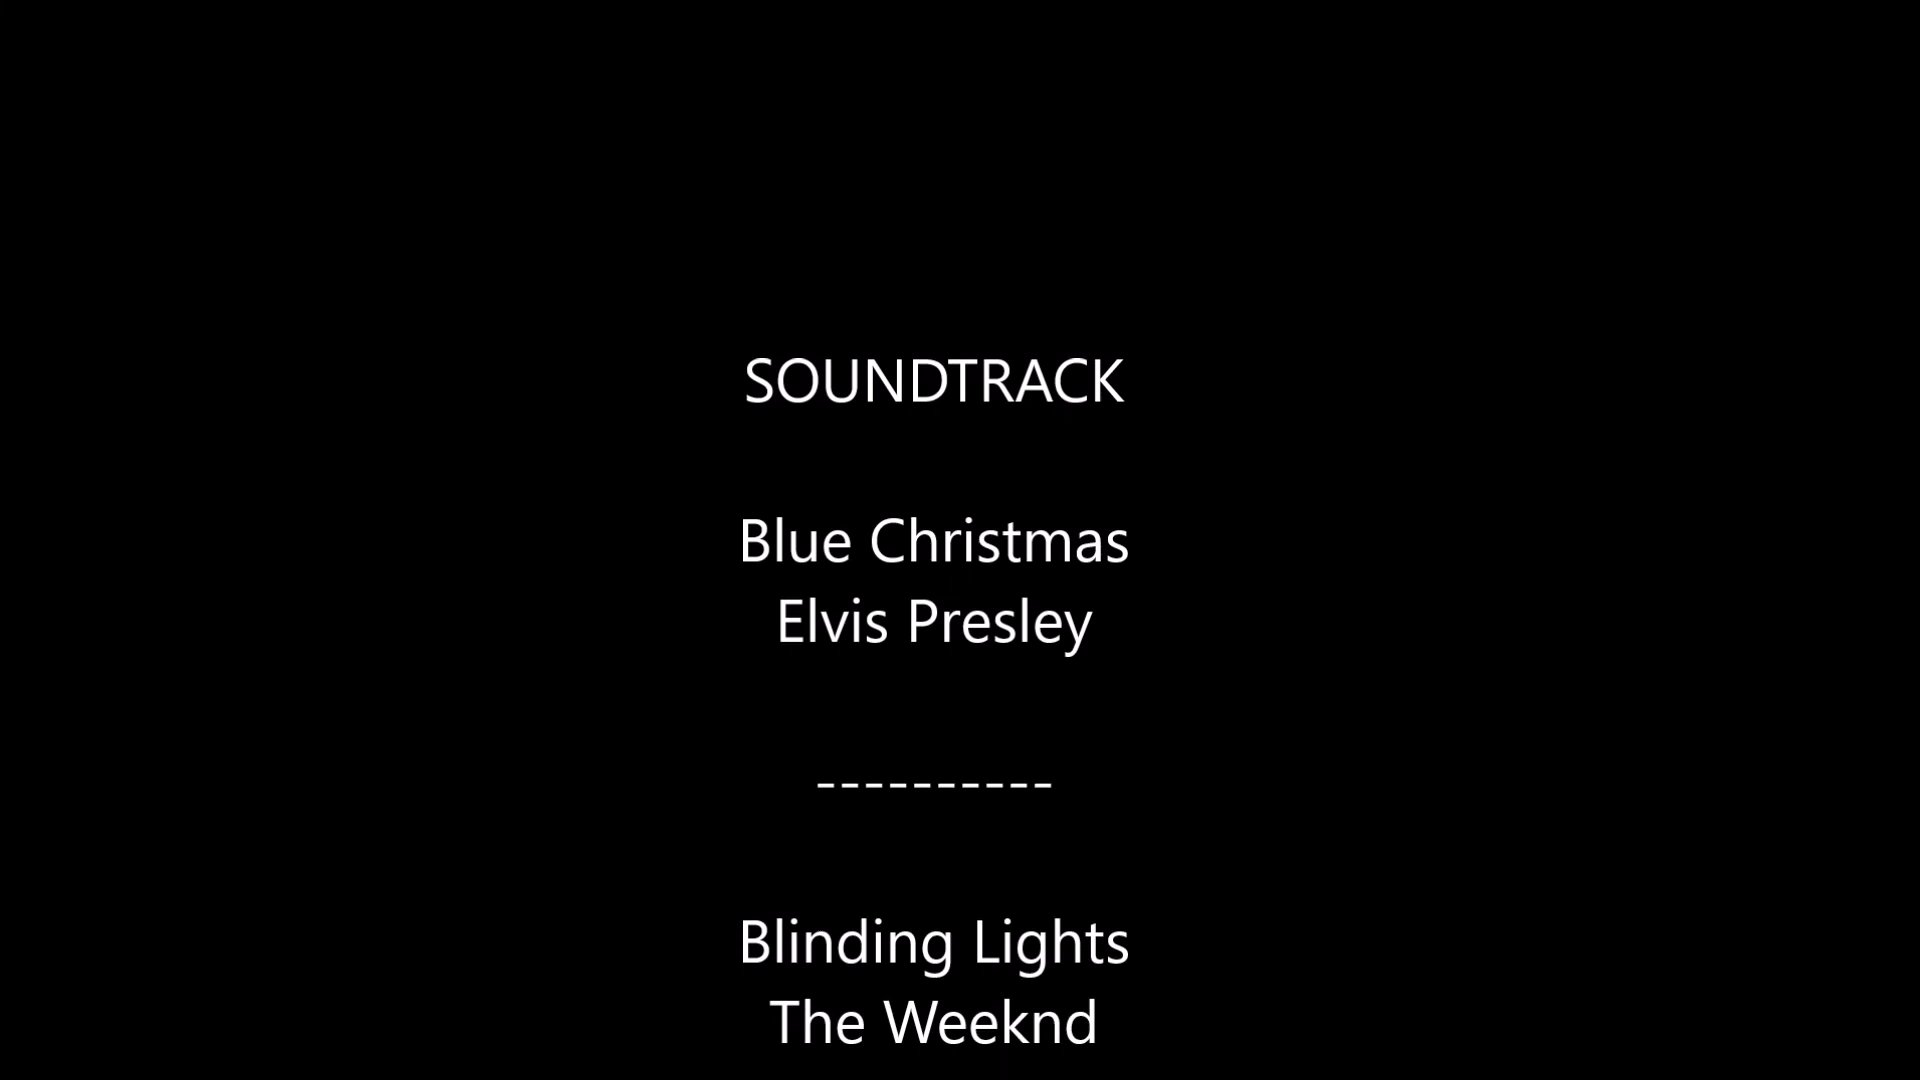 SOUNDTRACK
Blue Christmas
Elvis Presley
----------
Blinding Lights
The Weeknd